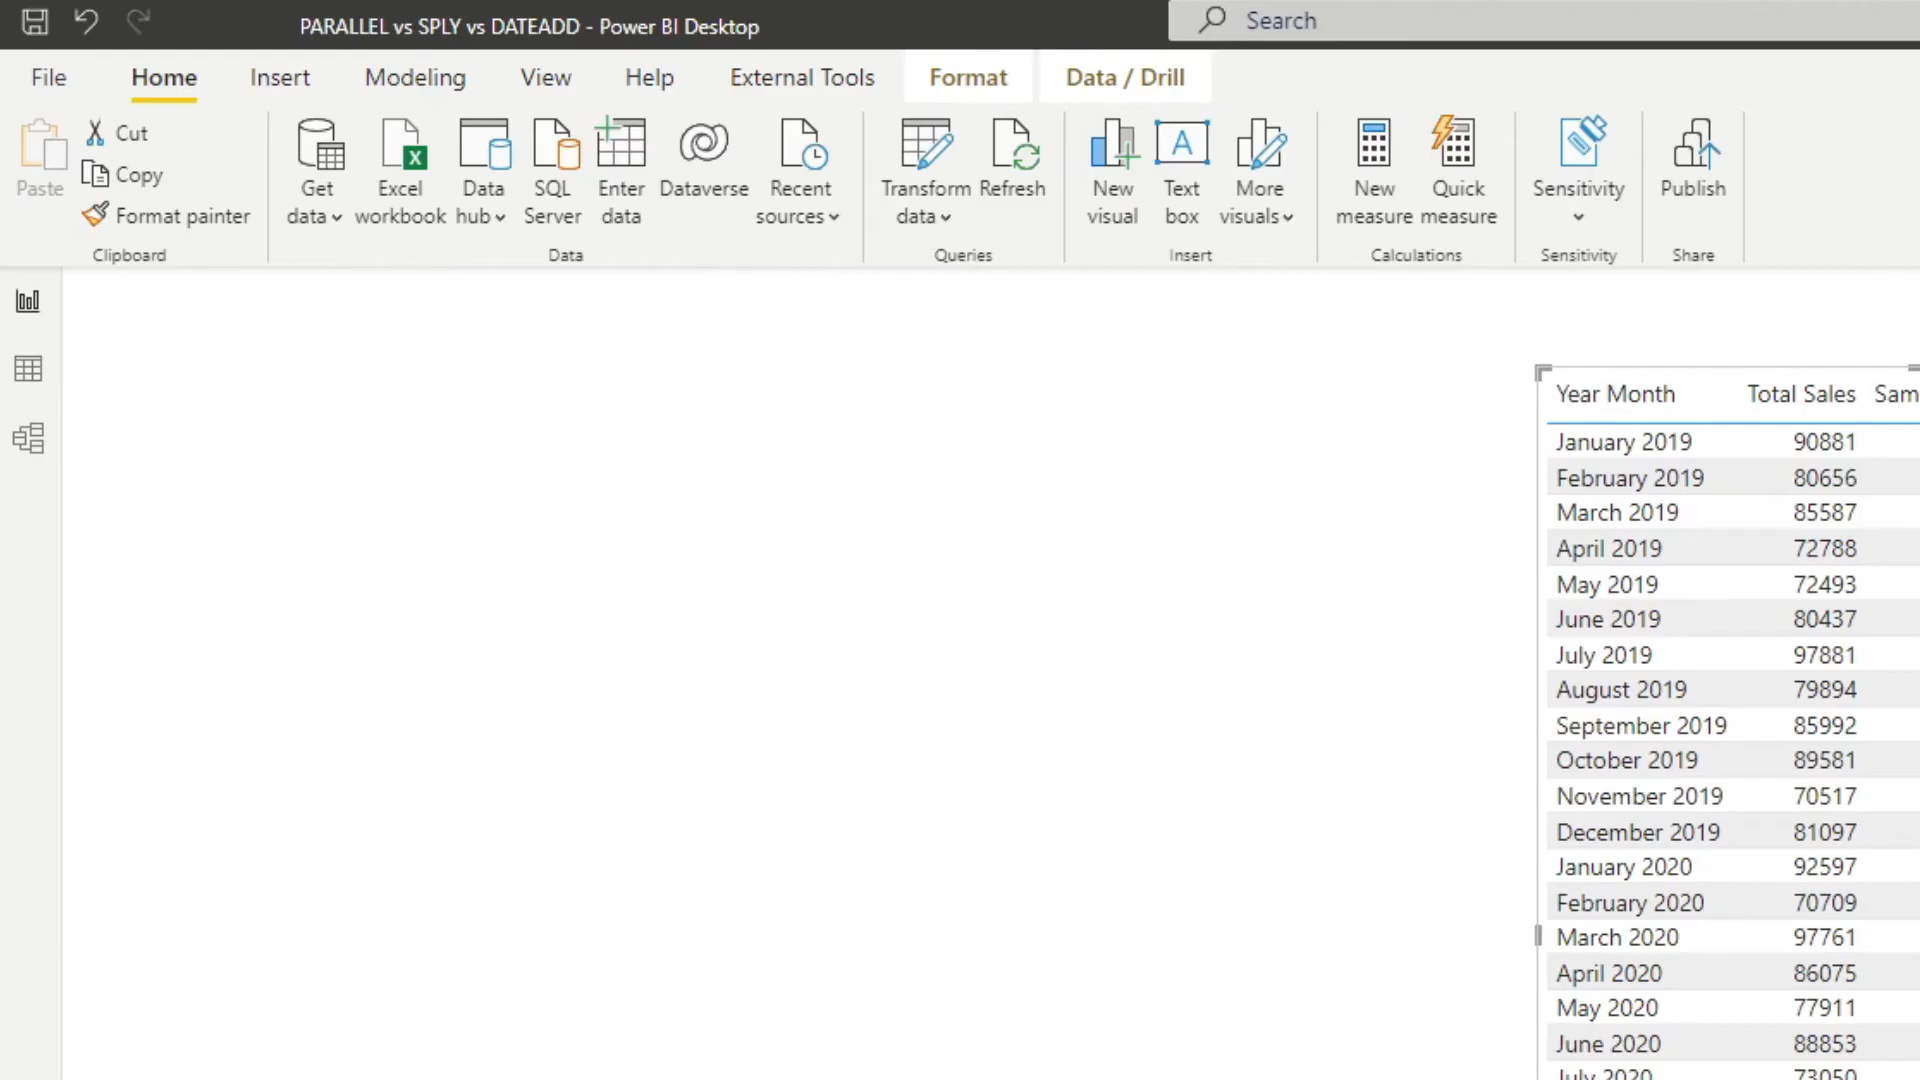 PARALLEL vs SPLY vs DATEADD - Power BI Desktop
Search
File Home Insert Modeling View Help External Tools Format Data / Drill
Paste
Cut
Copy
Format painter
Clipboard
Get data
Excel workbook
Data hub
SQL Server
Enter data
Dataverse
Recent sources
Data
Transform data
Refresh
Queries
New visual
Text box
More visuals
Insert
New measure
Quick measure
Calculations
Sensitivity
Sensitivity
Publish
Share
Year Month Total Sales Sam
January 2019 90881
February 2019 80656
March 2019 85587
April 2019 72788
May 2019 72493
June 2019 80437
July 2019 97881
August 2019 79894
September 2019 85992
October 2019 89581
November 2019 70517
December 2019 81097
January 2020 92597
February 2020 70709
March 2020 97761
April 2020 86075
May 2020 77911
June 2020 88853
July 2020 73050